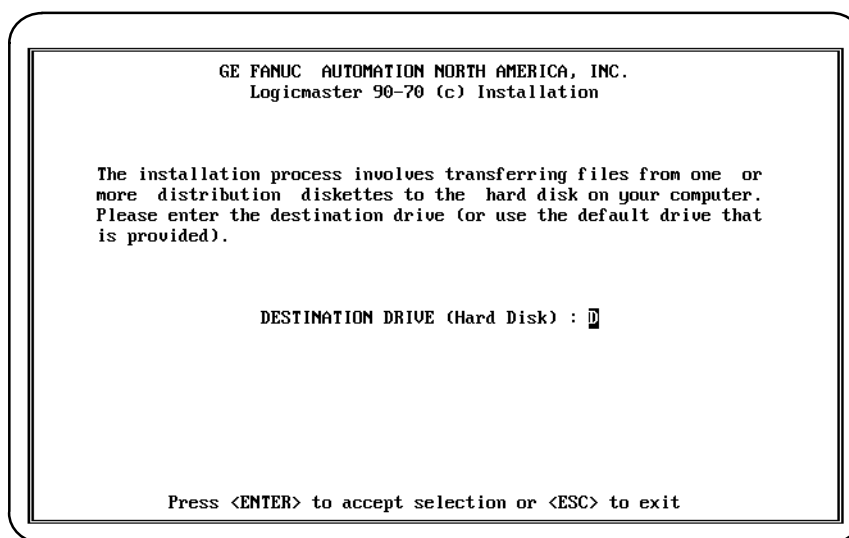 GE FANUC  AUTOMATION NORTH AMERICA, INC.
Logicmaster 90-70 (c) Installation
The installation process involves transferring files from one  or
more  distribution  diskettes to the  hard disk on your computer.
Please enter the destination drive (or use the default drive that
is provided).
DESTINATION DRIVE (Hard Disk) : D
Press <ENTER> to accept selection or <ESC> to exit